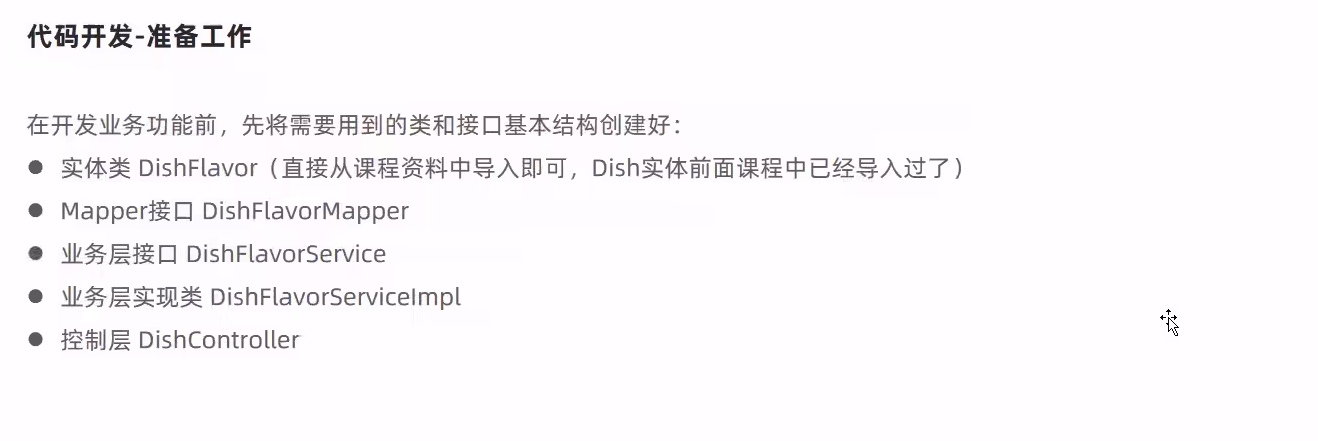 代码开发-准备工作
在开发业务功能前，先将需要用到的类和接口基本结构创建好：
● 实体类 DishFlavor（直接从课程资料中导入即可，Dish实体前面课程中已经导入过了）
● Mapper接口 DishFlavorMapper
● 业务层接口 DishFlavorService
● 业务层实现类 DishFlavorServiceImpl
● 控制层 DishController